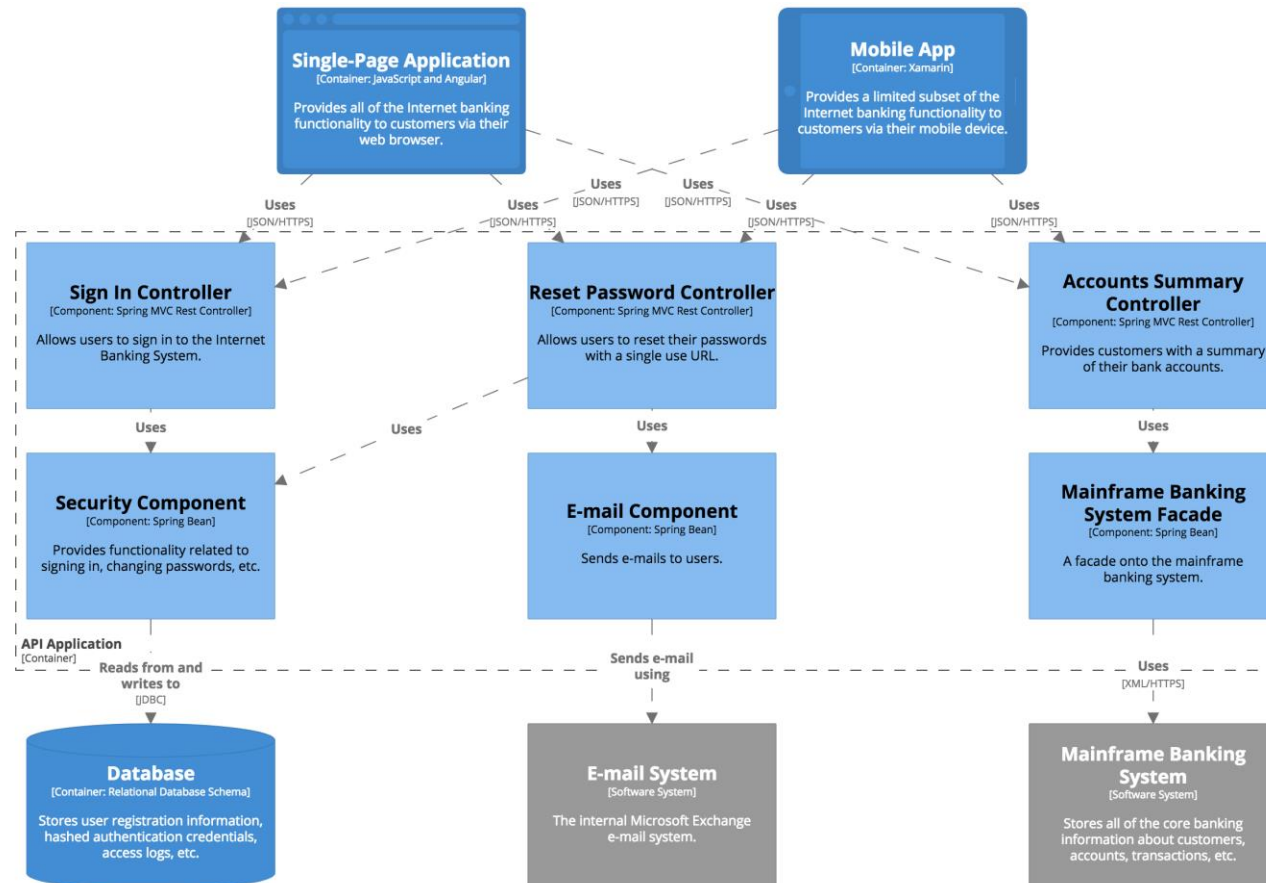 Single-Page Application
[Container: JavaScript and Angular]
Provides all of the Internet banking
functionality to customers via their
web browser.
Mobile App
[Container: Xamarin]
Provides a limited subset of the
Internet banking functionality to
customers via their mobile device.
Uses
[JSON/HTTPS]
Uses
[JSON/HTTPS]
Uses
[JSON/HTTPS]
Uses
[JSON/HTTPS]
Uses
[JSON/HTTPS]
Uses
[JSON/HTTPS]
Sign In Controller
[Component: Spring MVC Rest Controller]
Allows users to sign in to the Internet
Banking System.
Reset Password Controller
[Component: Spring MVC Rest Controller]
Allows users to reset their passwords
with a single use URL.
Accounts Summary
Controller
[Component: Spring MVC Rest Controller]
Provides customers with a summary
of their bank accounts.
Uses
Uses
Uses
Uses
Security Component
[Component: Spring Bean]
Provides functionality related to
signing in, changing passwords, etc.
E-mail Component
[Component: Spring Bean]
Sends e-mails to users.
Mainframe Banking
System Facade
[Component: Spring Bean]
A facade onto the mainframe
banking system.
API Application
[Container]
Reads from and
writes to
[JDBC]
Sends e-mail
using
Uses
[XML/HTTPS]
Database
[Container: Relational Database Schema]
Stores user registration information,
hashed authentication credentials,
access logs, etc.
E-mail System
[Software System]
The internal Microsoft Exchange
e-mail system.
Mainframe Banking
System
[Software System]
Stores all of the core banking
information about customers,
accounts, transactions, etc.